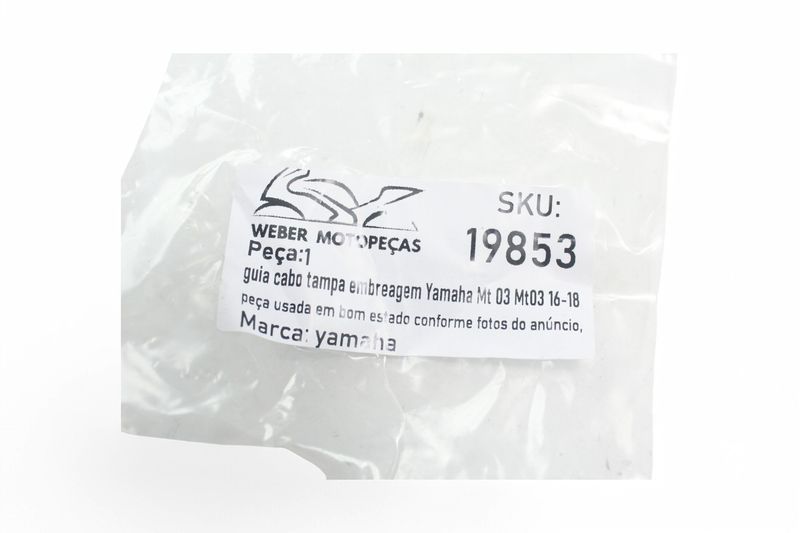 WEBER MOTOPEÇAS
SKU:
19853
Peça:1
guia cabo tampa embreagem Yamaha Mt 03 Mt03 16-18
peça usada em bom estado conforme fotos do anúncio,
Marca: yamaha